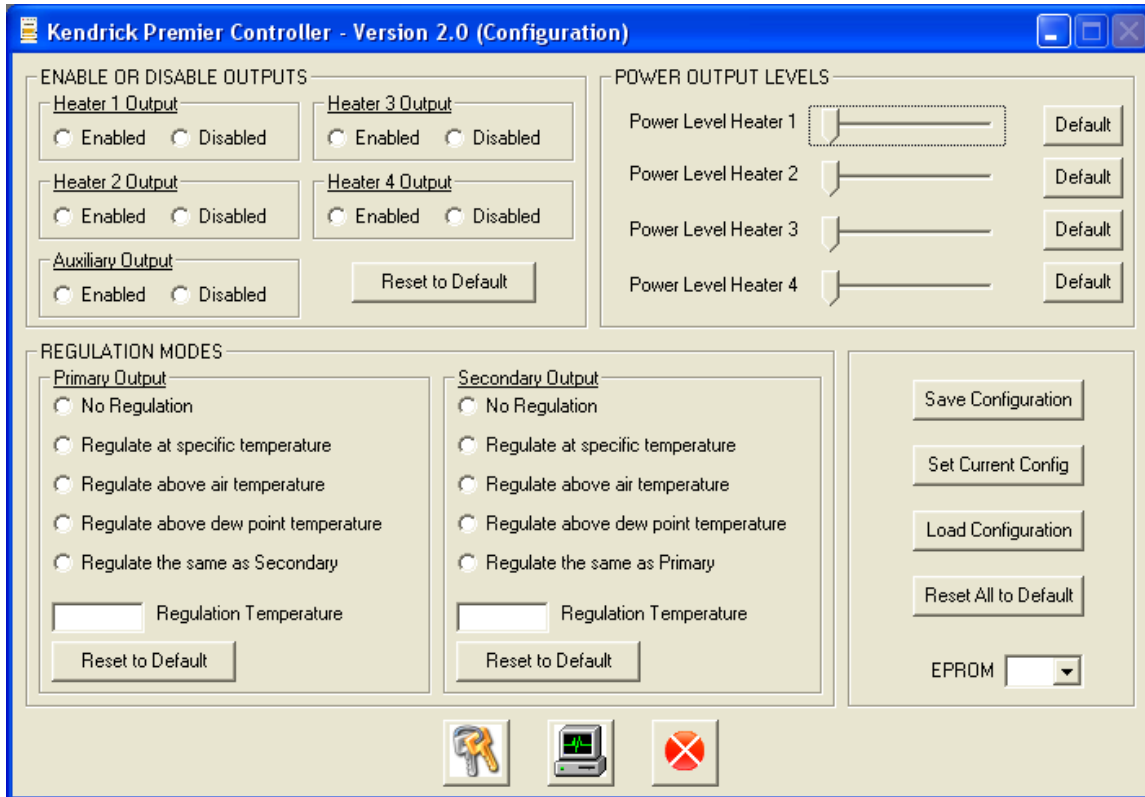 Kendrick Premier Controller - Version 2.0 (Configuration)
ENABLE OR DISABLE OUTPUTS
Heater 1 Output
Enabled Disabled
Heater 3 Output
Enabled Disabled
Heater 2 Output
Enabled Disabled
Heater 4 Output
Enabled Disabled
Auxiliary Output
Enabled Disabled
Reset to Default
POWER OUTPUT LEVELS
Power Level Heater 1 Default
Power Level Heater 2 Default
Power Level Heater 3 Default
Power Level Heater 4 Default
REGULATION MODES
Primary Output
No Regulation
Regulate at specific temperature
Regulate above air temperature
Regulate above dew point temperature
Regulate the same as Secondary
Regulation Temperature
Reset to Default
Secondary Output
No Regulation
Regulate at specific temperature
Regulate above air temperature
Regulate above dew point temperature
Regulate the same as Primary
Regulation Temperature
Reset to Default
Save Configuration
Set Current Config
Load Configuration
Reset All to Default
EPROM